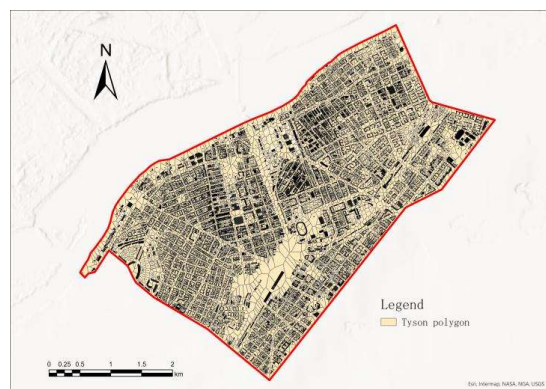 N
Legend
Tyson polygon
0 0.25 0.5 1 1.5 2
km
Esri, Intermap, NASA, NGA, USGS